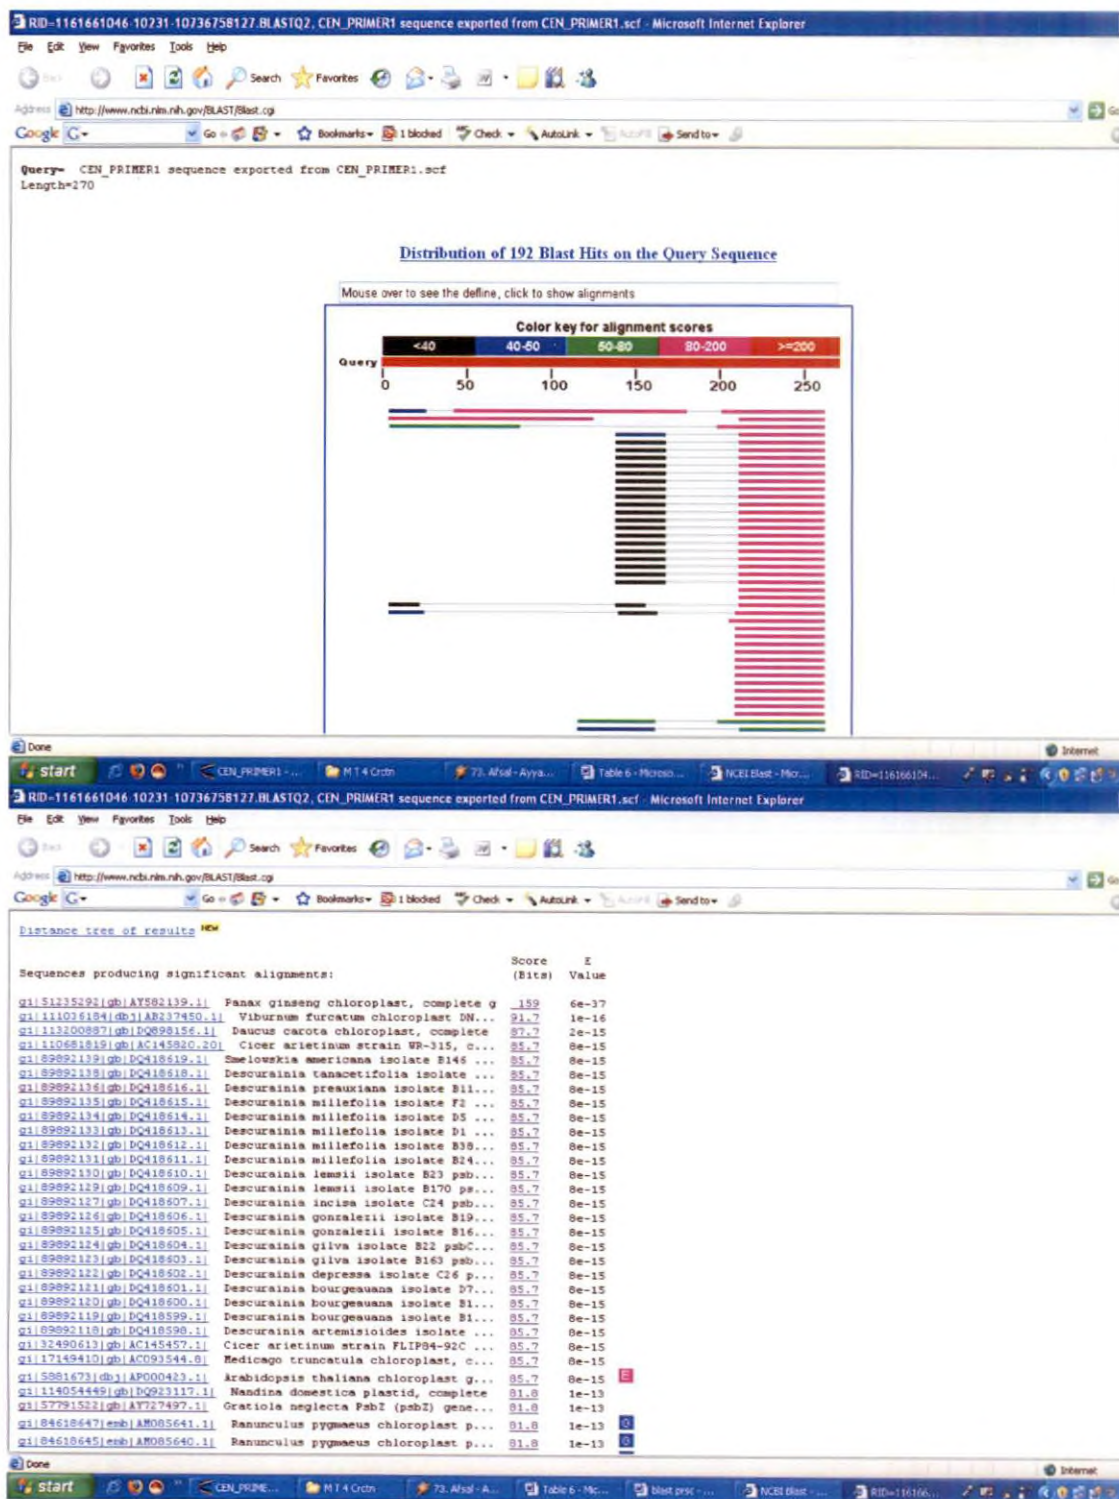 RID=1161661046-10231-10736758127.BLASTQ2, CEN_PRIMER1 sequence exported from CEN_PRIMER1.scf - Microsoft Internet Explorer
File Edit View Favorites Tools Help
Back Search Favorites
Address http://www.ncbi.nlm.nih.gov/BLAST/Blast.cgi Go
Google G Go Bookmarks 1 blocked Check AutoLink AutoFill Send to
Query= CEN_PRIMER1 sequence exported from CEN_PRIMER1.scf
Length=270
Distribution of 192 Blast Hits on the Query Sequence
Mouse over to see the defline, click to show alignments
Color key for alignment scores
<40 40-50 50-80 80-200 >=200
Query
0 50 100 150 200 250
Done Internet
start CEN_PRIMER1 - ... M T 4 Crctn 73. Afsal - Ayya... Table 6 - Microso... NCBI Blast - Micr... RID=116166104...
RID=1161661046-10231-10736758127.BLASTQ2, CEN_PRIMER1 sequence exported from CEN_PRIMER1.scf - Microsoft Internet Explorer
File Edit View Favorites Tools Help
Back Search Favorites
Address http://www.ncbi.nlm.nih.gov/BLAST/Blast.cgi Go
Google G Go Bookmarks 1 blocked Check AutoLink AutoFill Send to
Distance tree of results NEW
Score E
Sequences producing significant alignments: (Bits) Value
gi|51235292|gb|AY582139.1| Panax ginseng chloroplast, complete g 159 6e-37
gi|111036184|dbj|AB237450.1| Viburnum furcatum chloroplast DN... 91.7 1e-16
gi|113200887|gb|DQ898156.1| Daucus carota chloroplast, complete 87.7 2e-15
gi|110681819|gb|AC145820.20| Cicer arietinum strain WR-315, c... 85.7 8e-15
gi|89892139|gb|DQ418619.1| Smelowskia americana isolate B146 ... 85.7 8e-15
gi|89892138|gb|DQ418618.1| Descurainia tanacetifolia isolate ... 85.7 8e-15
gi|89892136|gb|DQ418616.1| Descurainia preauxiana isolate B11... 85.7 8e-15
gi|89892135|gb|DQ418615.1| Descurainia millefolia isolate F2 ... 85.7 8e-15
gi|89892134|gb|DQ418614.1| Descurainia millefolia isolate D5 ... 85.7 8e-15
gi|89892133|gb|DQ418613.1| Descurainia millefolia isolate D1 ... 85.7 8e-15
gi|89892132|gb|DQ418612.1| Descurainia millefolia isolate B38... 85.7 8e-15
gi|89892131|gb|DQ418611.1| Descurainia millefolia isolate B24... 85.7 8e-15
gi|89892130|gb|DQ418610.1| Descurainia lemsii isolate B23 psb... 85.7 8e-15
gi|89892129|gb|DQ418609.1| Descurainia lemsii isolate B170 ps... 85.7 8e-15
gi|89892127|gb|DQ418607.1| Descurainia incisa isolate C24 psb... 85.7 8e-15
gi|89892126|gb|DQ418606.1| Descurainia gonzalezii isolate B19... 85.7 8e-15
gi|89892125|gb|DQ418605.1| Descurainia gonzalezii isolate B16... 85.7 8e-15
gi|89892124|gb|DQ418604.1| Descurainia gilva isolate B22 psbC... 85.7 8e-15
gi|89892123|gb|DQ418603.1| Descurainia gilva isolate B163 psb... 85.7 8e-15
gi|89892122|gb|DQ418602.1| Descurainia depressa isolate C26 p... 85.7 8e-15
gi|89892121|gb|DQ418601.1| Descurainia bourgeauana isolate D7... 85.7 8e-15
gi|89892120|gb|DQ418600.1| Descurainia bourgeauana isolate B1... 85.7 8e-15
gi|89892119|gb|DQ418599.1| Descurainia bourgeauana isolate B1... 85.7 8e-15
gi|89892118|gb|DQ418598.1| Descurainia artemisioides isolate ... 85.7 8e-15
gi|32490613|gb|AC145457.1| Cicer arietinum strain FLIP84-92C ... 85.7 8e-15
gi|17149410|gb|AC093544.8| Medicago truncatula chloroplast, c... 85.7 8e-15
gi|5881673|dbj|AP000423.1| Arabidopsis thaliana chloroplast g... 85.7 8e-15 E
gi|114054449|gb|DQ923117.1| Nandina domestica plastid, complete 81.8 1e-13
gi|57791522|gb|AY727497.1| Gratiola neglecta PsbZ (psbZ) gene... 81.8 1e-13
gi|84618647|emb|AM085641.1| Ranunculus pygmaeus chloroplast p... 81.8 1e-13 G
gi|84618645|emb|AM085640.1| Ranunculus pygmaeus chloroplast p... 81.8 1e-13 G
Done Internet
start CEN_PRIME... M T 4 Crctn 73. Afsal - A... Table 6 - Mic... blast prsc - ... NCBI Blast - ... RID=116166...